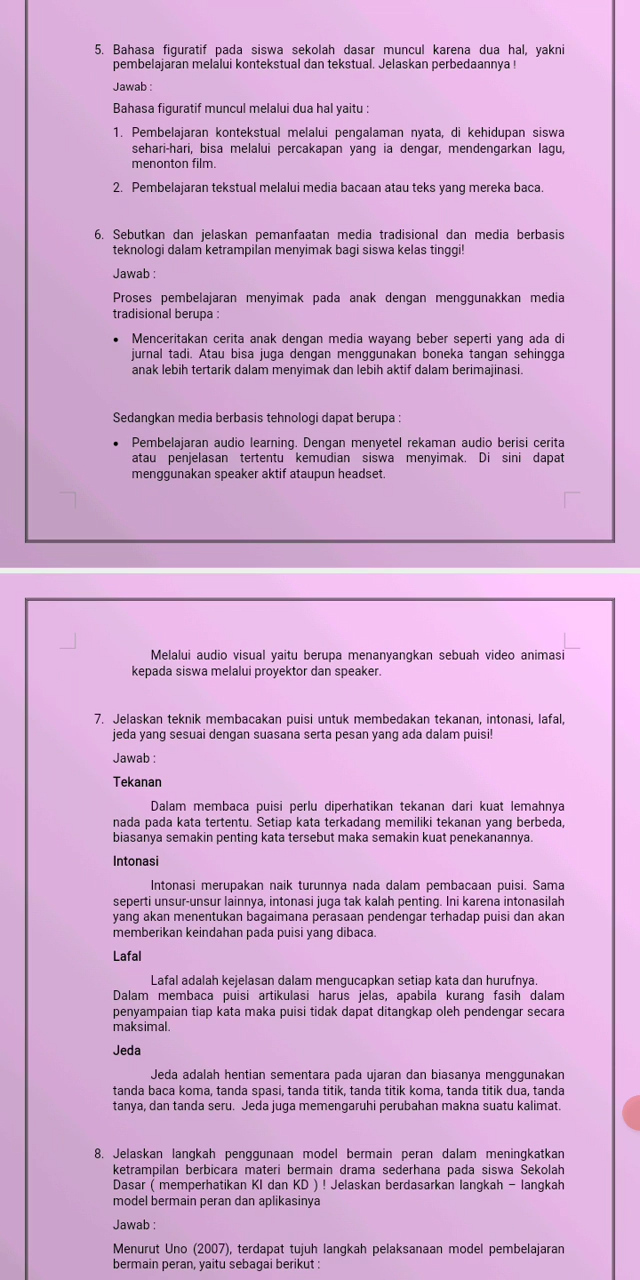 5. Bahasa figuratif pada siswa sekolah dasar muncul karena dua hal, yakni
pembelajaran melalui kontekstual dan tekstual. Jelaskan perbedaannya !
Jawab :
Bahasa figuratif muncul melalui dua hal yaitu :
1. Pembelajaran kontekstual melalui pengalaman nyata, di kehidupan siswa
sehari-hari, bisa melalui percakapan yang ia dengar, mendengarkan lagu,
menonton film.
2. Pembelajaran tekstual melalui media bacaan atau teks yang mereka baca.
6. Sebutkan dan jelaskan pemanfaatan media tradisional dan media berbasis
teknologi dalam ketrampilan menyimak bagi siswa kelas tinggi!
Jawab :
Proses pembelajaran menyimak pada anak dengan menggunakkan media
tradisional berupa :
• Menceritakan cerita anak dengan media wayang beber seperti yang ada di
jurnal tadi. Atau bisa juga dengan menggunakan boneka tangan sehingga
anak lebih tertarik dalam menyimak dan lebih aktif dalam berimajinasi.
Sedangkan media berbasis tehnologi dapat berupa :
• Pembelajaran audio learning. Dengan menyetel rekaman audio berisi cerita
atau penjelasan tertentu kemudian siswa menyimak. Di sini dapat
menggunakan speaker aktif ataupun headset.
Melalui audio visual yaitu berupa menanyangkan sebuah video animasi
kepada siswa melalui proyektor dan speaker.
7. Jelaskan teknik membacakan puisi untuk membedakan tekanan, intonasi, lafal,
jeda yang sesuai dengan suasana serta pesan yang ada dalam puisi!
Jawab :
Tekanan
Dalam membaca puisi perlu diperhatikan tekanan dari kuat lemahnya
nada pada kata tertentu. Setiap kata terkadang memiliki tekanan yang berbeda,
biasanya semakin penting kata tersebut maka semakin kuat penekanannya.
Intonasi
Intonasi merupakan naik turunnya nada dalam pembacaan puisi. Sama
seperti unsur-unsur lainnya, intonasi juga tak kalah penting. Ini karena intonasilah
yang akan menentukan bagaimana perasaan pendengar terhadap puisi dan akan
memberikan keindahan pada puisi yang dibaca.
Lafal
Lafal adalah kejelasan dalam mengucapkan setiap kata dan hurufnya.
Dalam membaca puisi artikulasi harus jelas, apabila kurang fasih dalam
penyampaian tiap kata maka puisi tidak dapat ditangkap oleh pendengar secara
maksimal.
Jeda
Jeda adalah hentian sementara pada ujaran dan biasanya menggunakan
tanda baca koma, tanda spasi, tanda titik, tanda titik koma, tanda titik dua, tanda
tanya, dan tanda seru. Jeda juga memengaruhi perubahan makna suatu kalimat.
8. Jelaskan langkah penggunaan model bermain peran dalam meningkatkan
ketrampilan berbicara materi bermain drama sederhana pada siswa Sekolah
Dasar ( memperhatikan KI dan KD ) ! Jelaskan berdasarkan langkah – langkah
model bermain peran dan aplikasinya
Jawab :
Menurut Uno (2007), terdapat tujuh langkah pelaksanaan model pembelajaran
bermain peran, yaitu sebagai berikut :